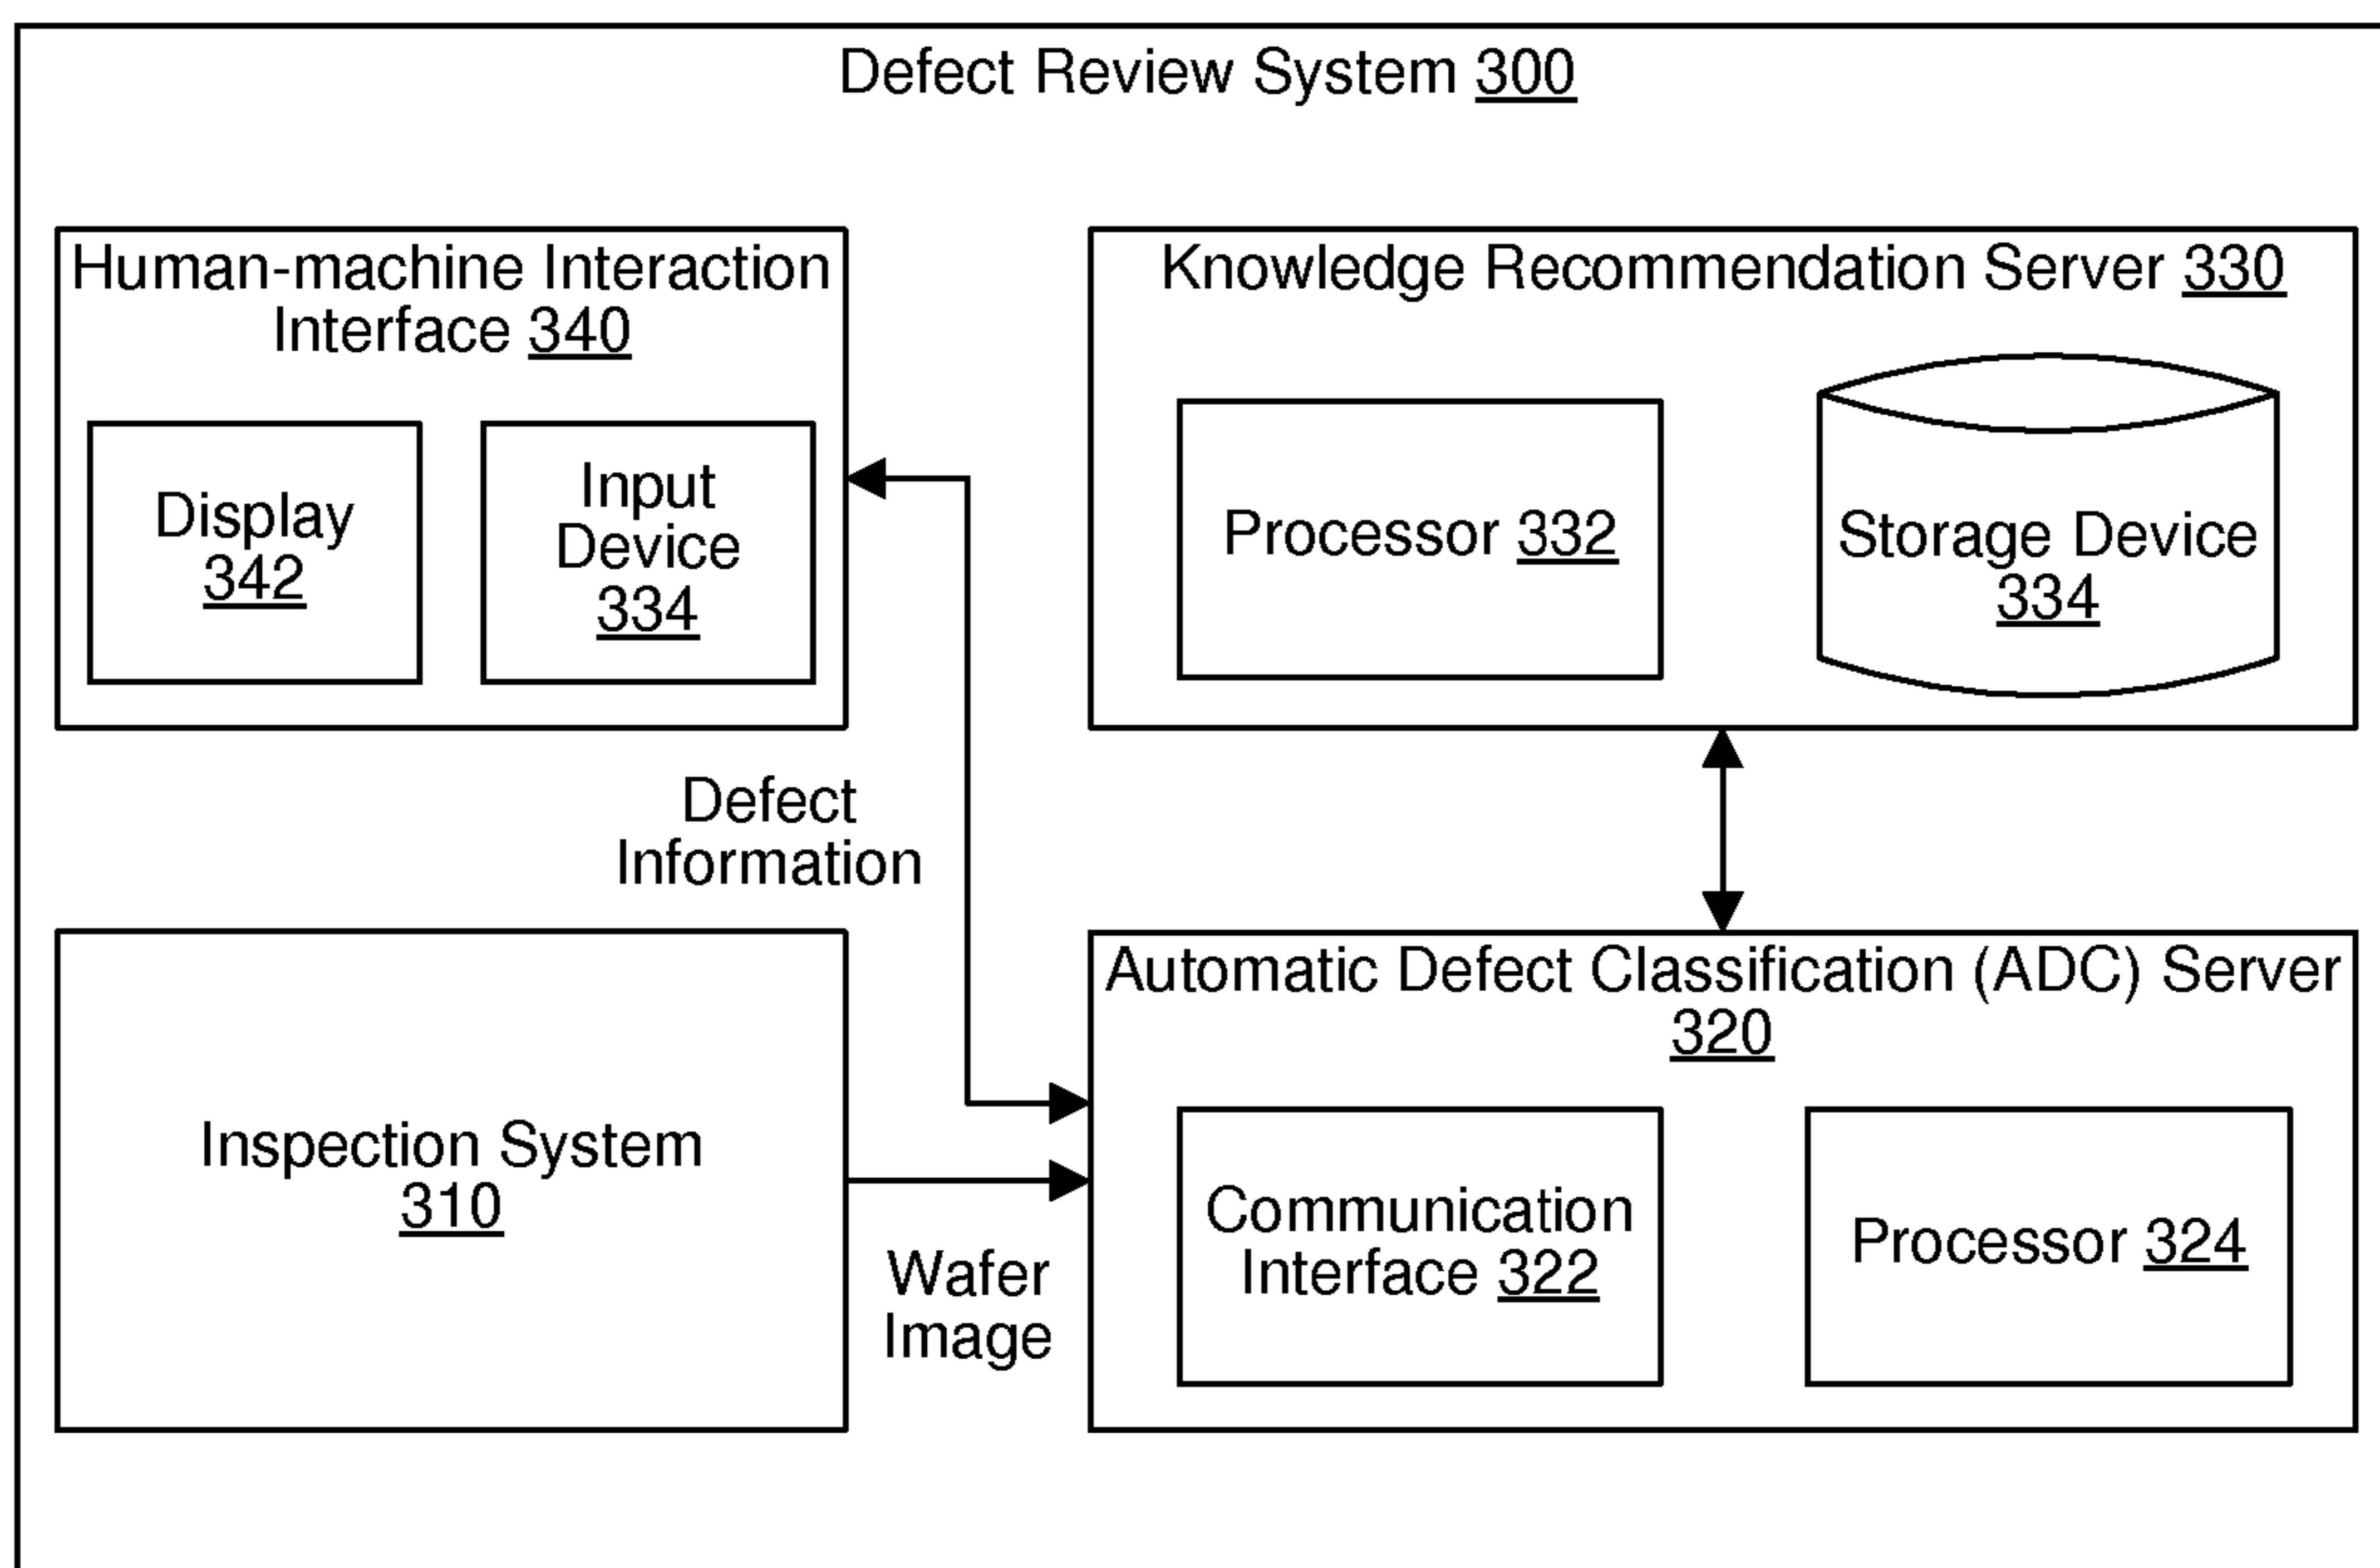 Defect Review System 300
Human-machine Interaction
Interface 340
Display
342
Input
Device
334
Knowledge Recommendation Server 330
Processor 332
Storage Device
334
Defect
Information
Inspection System
310
Wafer
Image
Automatic Defect Classification (ADC) Server
320
Communication
Interface 322
Processor 324